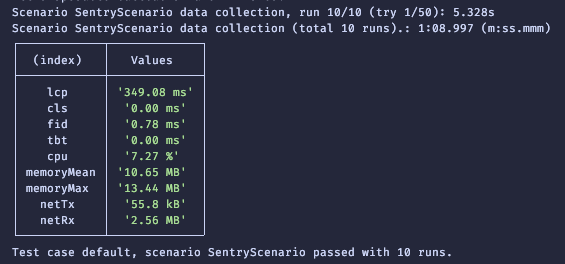 Scenario SentryScenario data collection, run 10/10 (try 1/50): 5.328s
Scenario SentryScenario data collection (total 10 runs).: 1:08.997 (m:ss.mmm)
(index) Values
lcp '349.08 ms'
cls '0.00 ms'
fid '0.78 ms'
tbt '0.00 ms'
cpu '7.27 %'
memoryMean '10.65 MB'
memoryMax '13.44 MB'
netTx '55.8 kB'
netRx '2.56 MB'
Test case default, scenario SentryScenario passed with 10 runs.